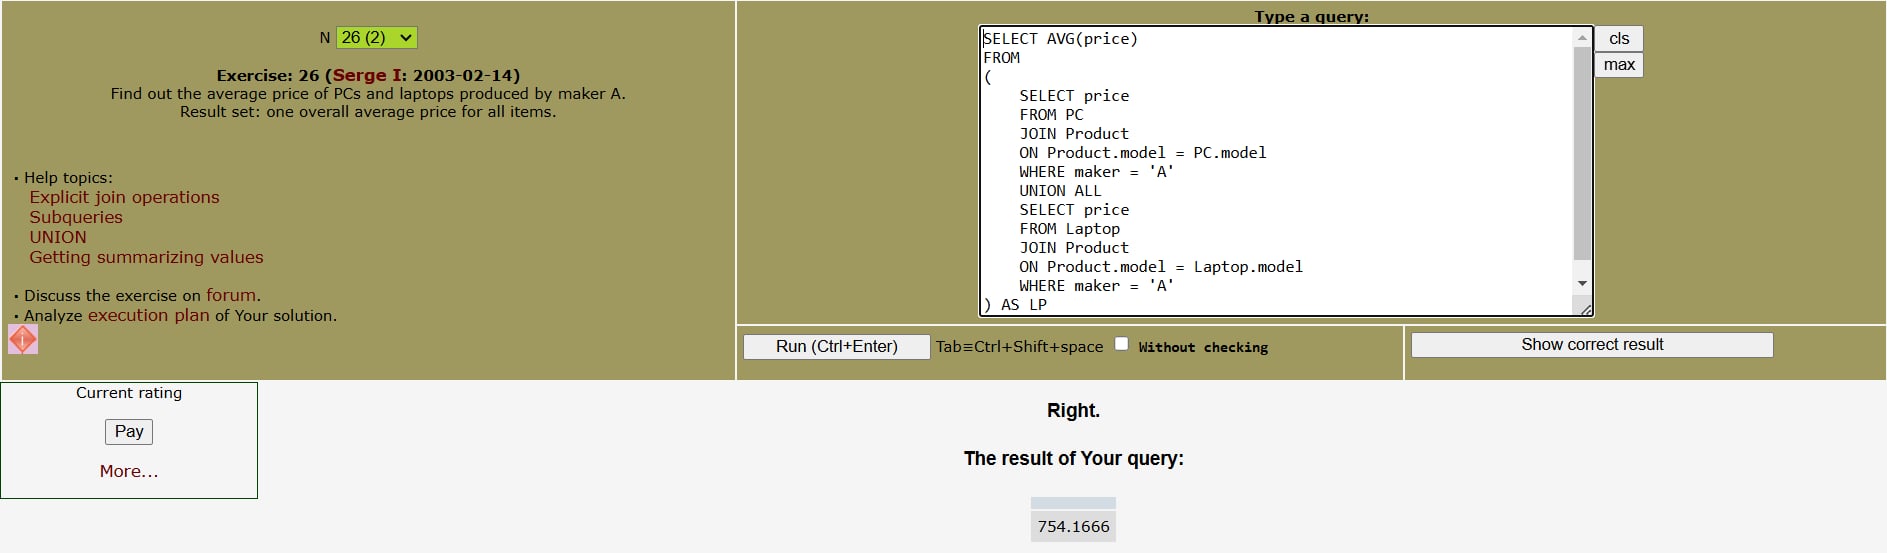 N 26 (2)
Exercise: 26 (Serge I: 2003-02-14)
Find out the average price of PCs and laptops produced by maker A.
Result set: one overall average price for all items.
· Help topics:
Explicit join operations
Subqueries
UNION
Getting summarizing values
· Discuss the exercise on forum.
· Analyze execution plan of Your solution.
Type a query:
SELECT AVG(price)
FROM
(
    SELECT price
    FROM PC
    JOIN Product
    ON Product.model = PC.model
    WHERE maker = 'A'
    UNION ALL
    SELECT price
    FROM Laptop
    JOIN Product
    ON Product.model = Laptop.model
    WHERE maker = 'A'
) AS LP
cls
max
Run (Ctrl+Enter) Tab≡Ctrl+Shift+space Without checking
Show correct result
Current rating
Pay
More...
Right.
The result of Your query:
754.1666